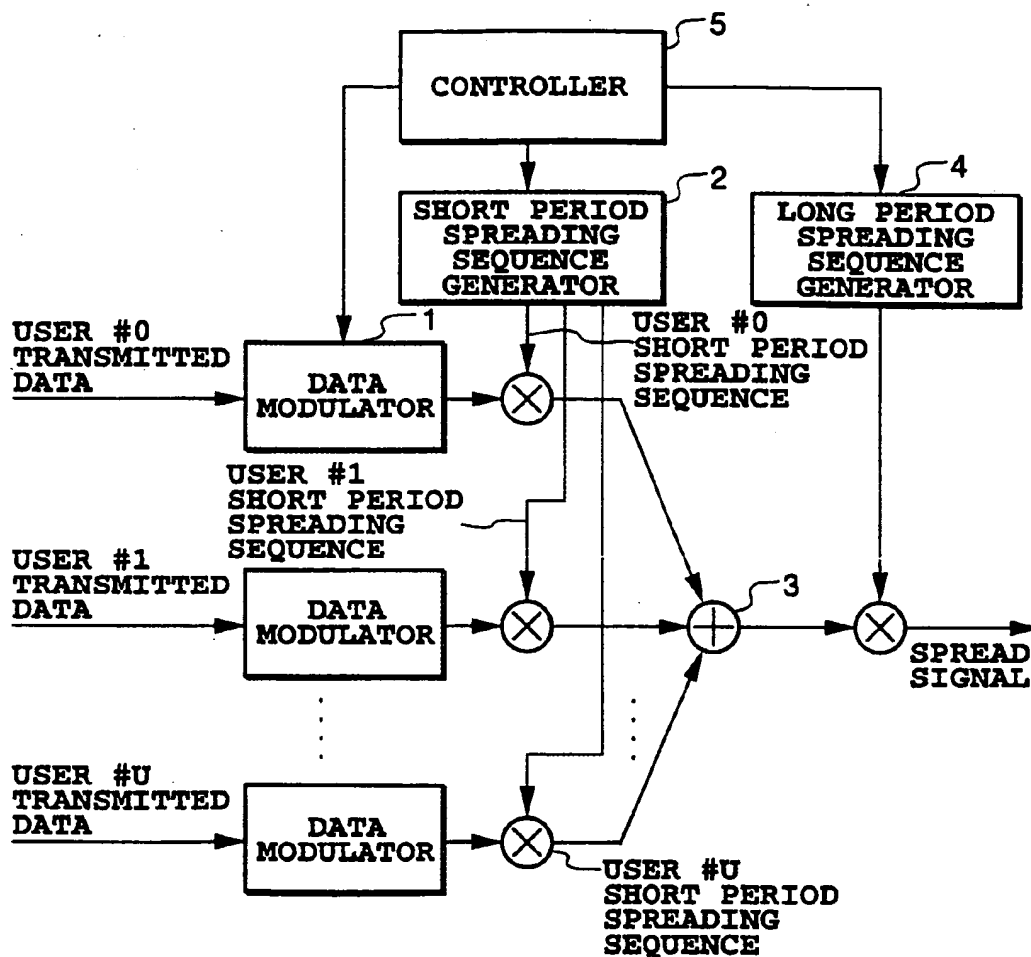 5
CONTROLLER
2
SHORT PERIOD
SPREADING
SEQUENCE
GENERATOR
4
LONG PERIOD
SPREADING
SEQUENCE
GENERATOR
USER #0
TRANSMITTED
DATA
1
DATA
MODULATOR
USER #0
SHORT PERIOD
SPREADING
SEQUENCE
USER #1
SHORT PERIOD
SPREADING
SEQUENCE
USER #1
TRANSMITTED
DATA
DATA
MODULATOR
3
SPREAD
SIGNAL
USER #U
TRANSMITTED
DATA
DATA
MODULATOR
USER #U
SHORT PERIOD
SPREADING
SEQUENCE